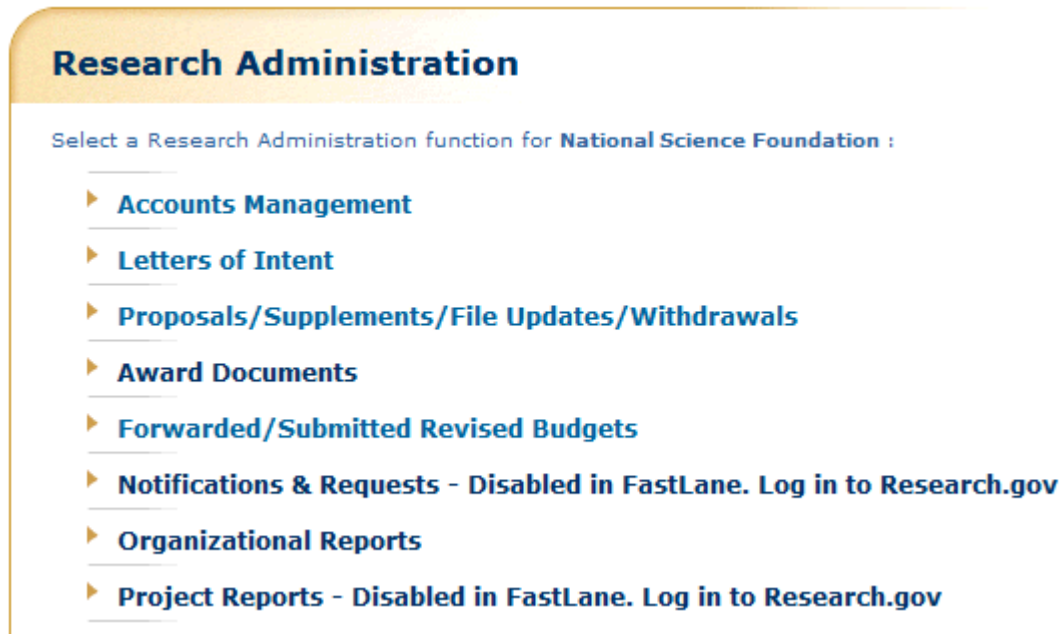 Research Administration
Select a Research Administration function for National Science Foundation :
Accounts Management
Letters of Intent
Proposals/Supplements/File Updates/Withdrawals
Award Documents
Forwarded/Submitted Revised Budgets
Notifications & Requests - Disabled in FastLane. Log in to Research.gov
Organizational Reports
Project Reports - Disabled in FastLane. Log in to Research.gov